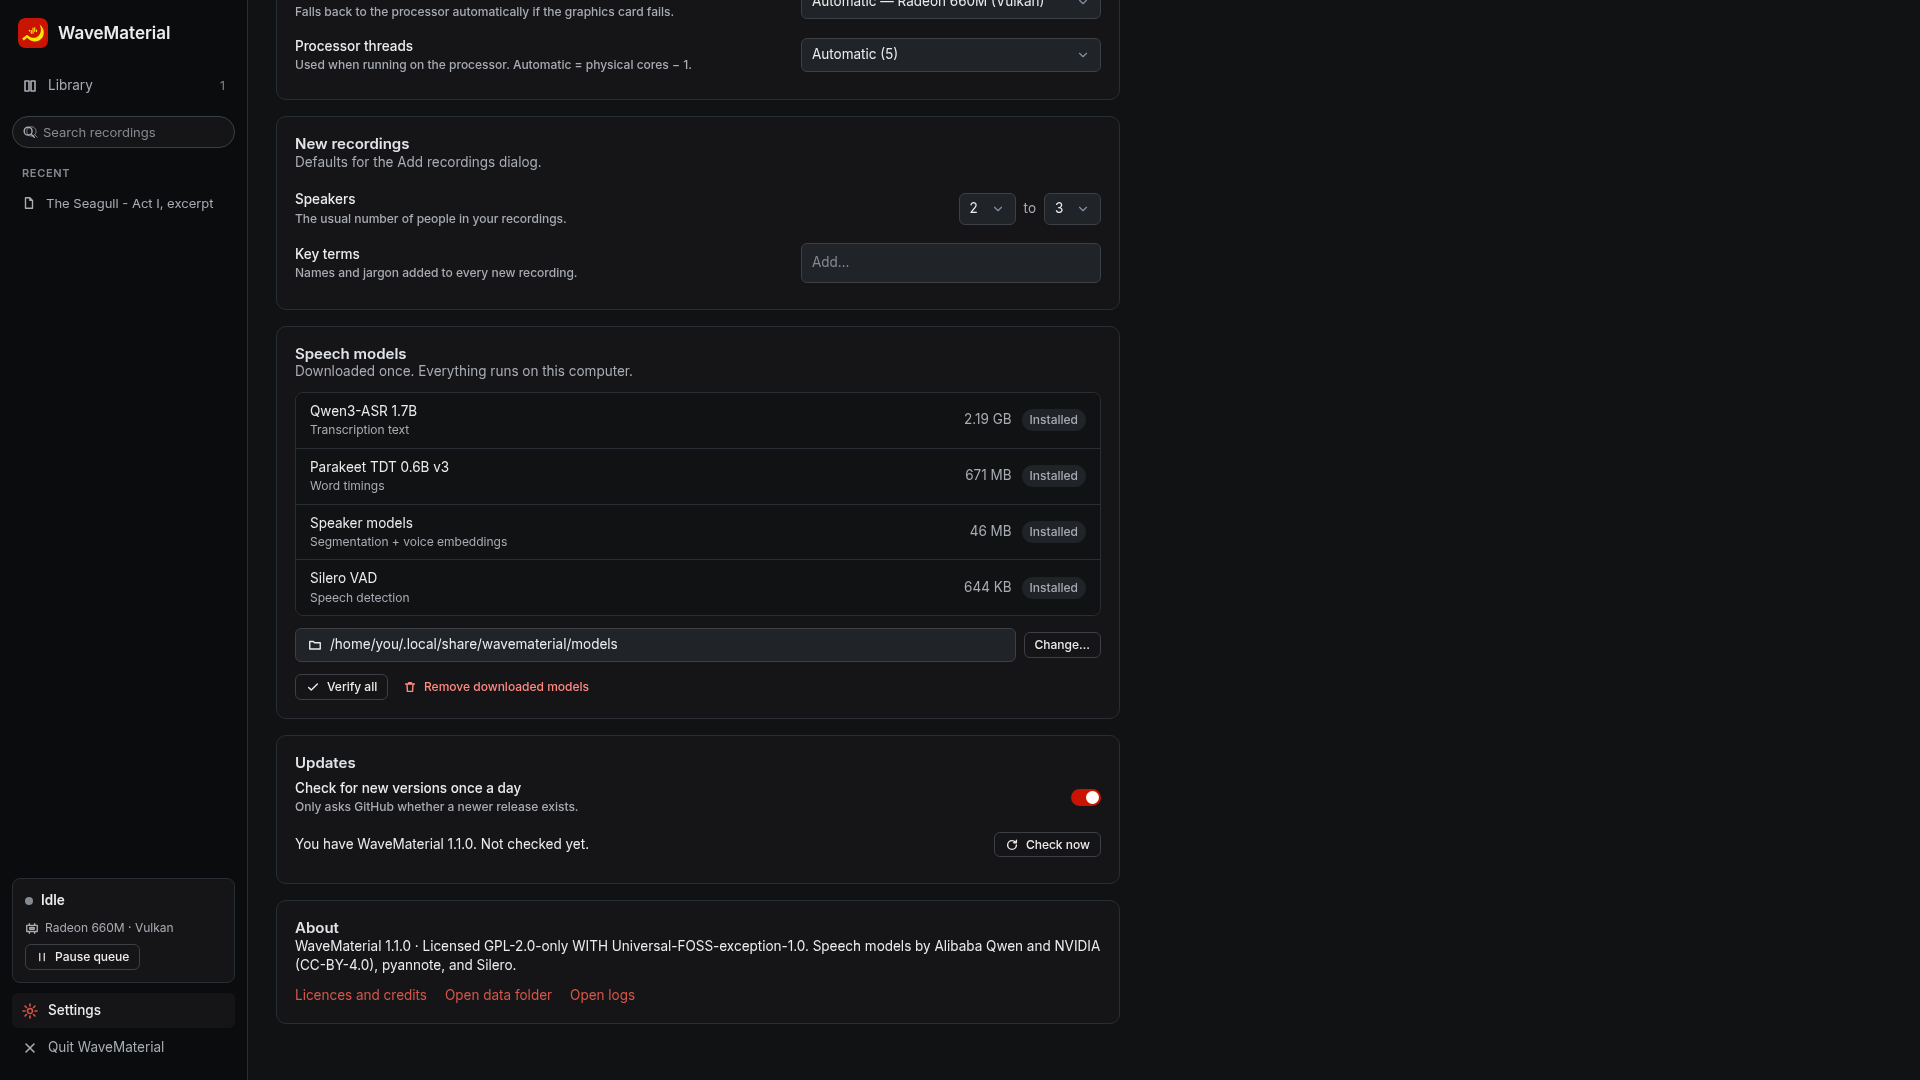 WaveMaterial
Library 1
Search recordings
RECENT
The Seagull - Act I, excerpt
Idle
Radeon 660M · Vulkan
Pause queue
Settings
Quit WaveMaterial
Automatic — Radeon 660M (Vulkan)
Falls back to the processor automatically if the graphics card fails.
Processor threads
Used when running on the processor. Automatic = physical cores − 1.
Automatic (5)
New recordings
Defaults for the Add recordings dialog.
Speakers
The usual number of people in your recordings.
2 to 3
Key terms
Names and jargon added to every new recording.
Add...
Speech models
Downloaded once. Everything runs on this computer.
Qwen3-ASR 1.7B
Transcription text
2.19 GB Installed
Parakeet TDT 0.6B v3
Word timings
671 MB Installed
Speaker models
Segmentation + voice embeddings
46 MB Installed
Silero VAD
Speech detection
644 KB Installed
/home/you/.local/share/wavematerial/models
Change...
Verify all
Remove downloaded models
Updates
Check for new versions once a day
Only asks GitHub whether a newer release exists.
You have WaveMaterial 1.1.0. Not checked yet.
Check now
About
WaveMaterial 1.1.0 · Licensed GPL-2.0-only WITH Universal-FOSS-exception-1.0. Speech models by Alibaba Qwen and NVIDIA
(CC-BY-4.0), pyannote, and Silero.
Licences and credits Open data folder Open logs